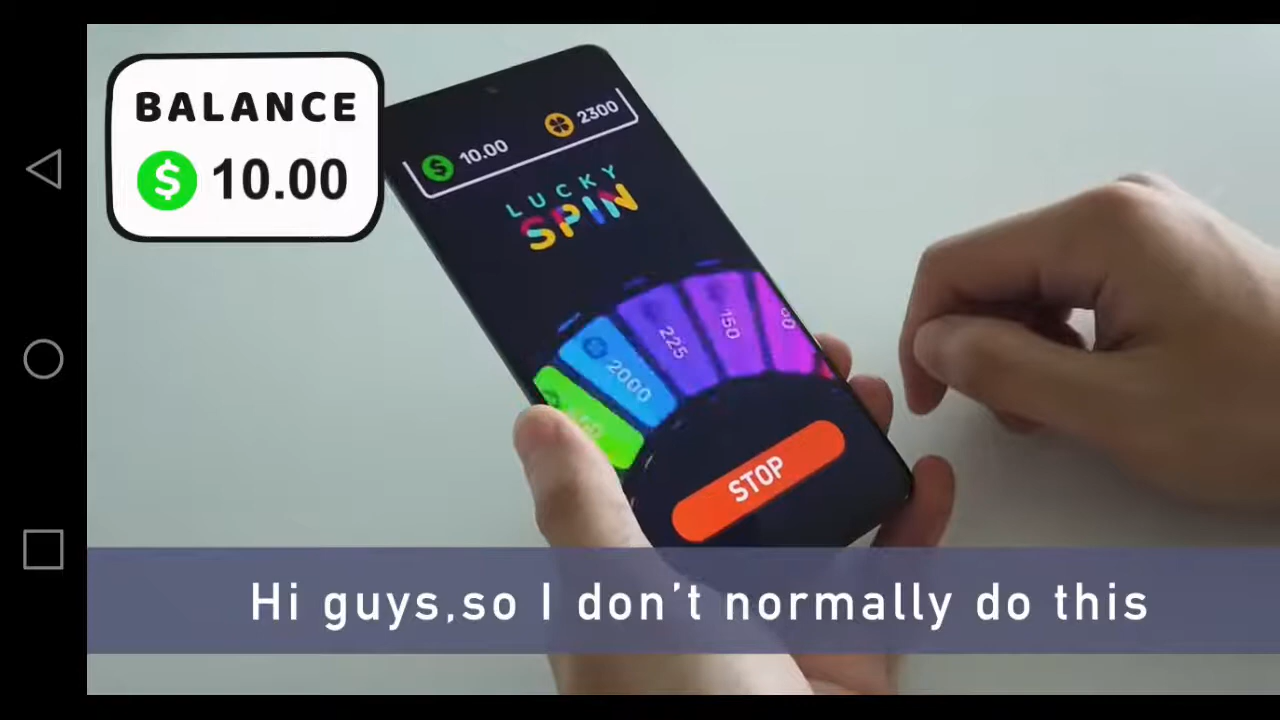 BALANCE
$ 10.00
$ 10.00 2300
LUCKY
SPIN
2000
225
150
STOP
Hi guys,so I don't normally do this